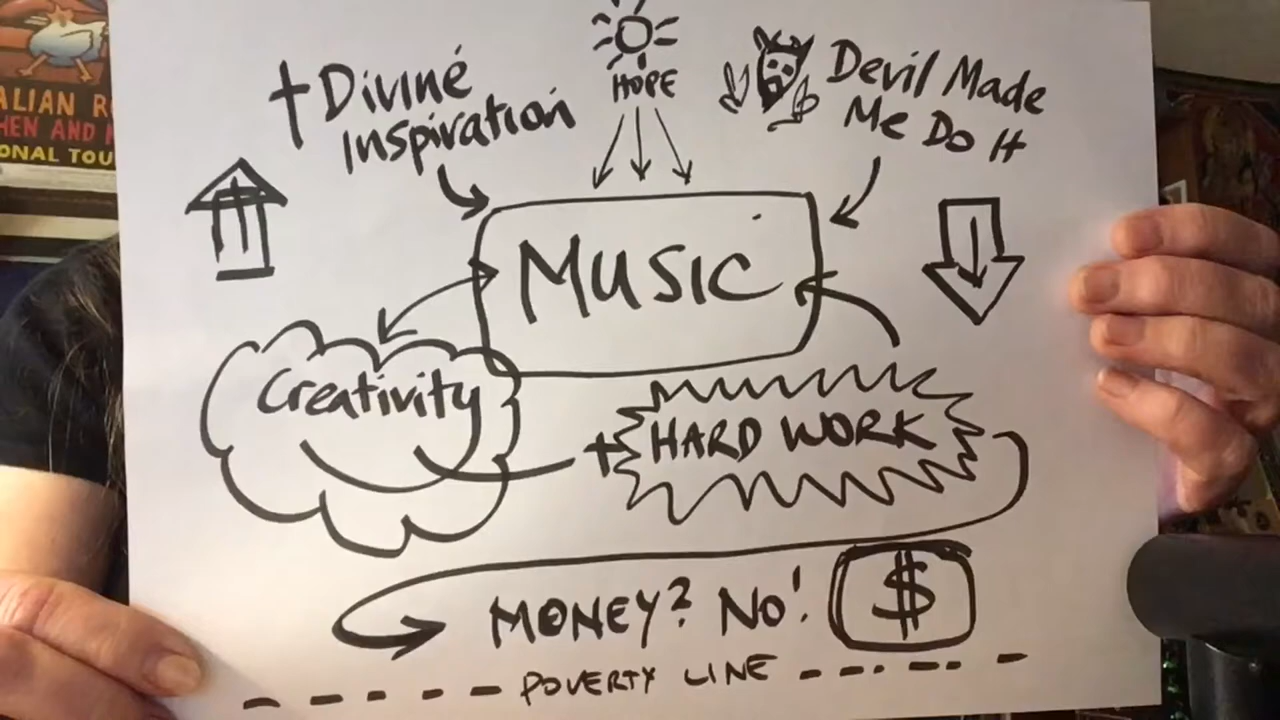 † Divine
Inspiration
HOPE
Devil Made
Me Do It
MUSIC
Creativity
+ HARD WORK
MONEY? NO! $
POVERTY LINE
ALIAN
HEN AND
ONAL TOU